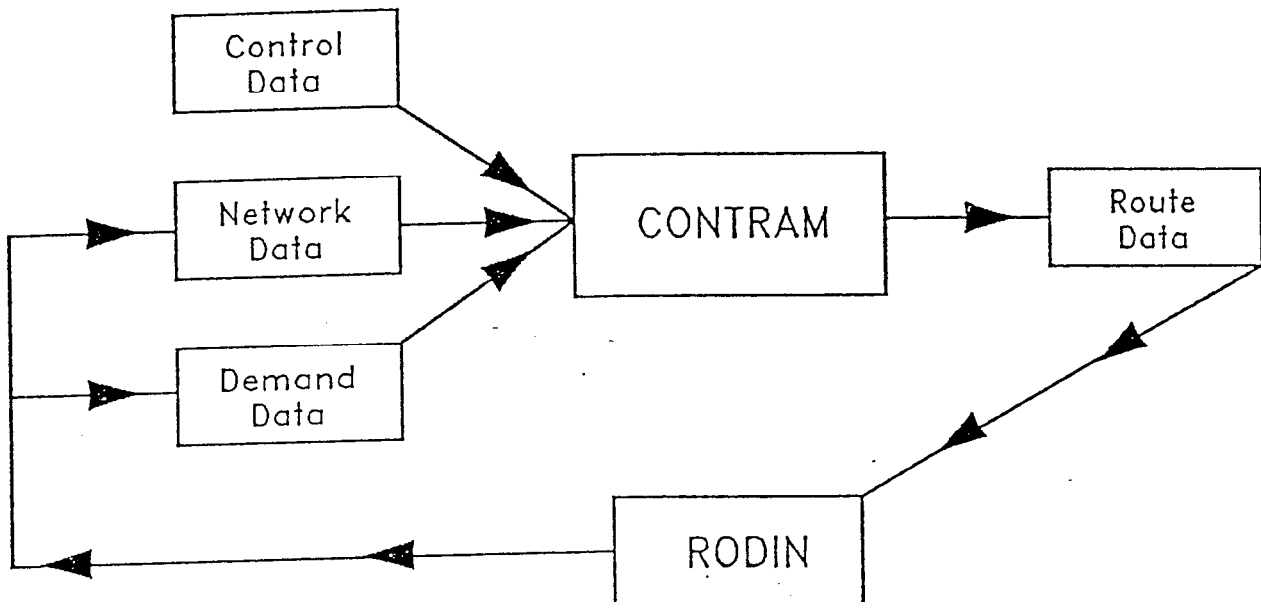 Control
Data
Network
Data
CONTRAM
Route
Data
Demand
Data
RODIN